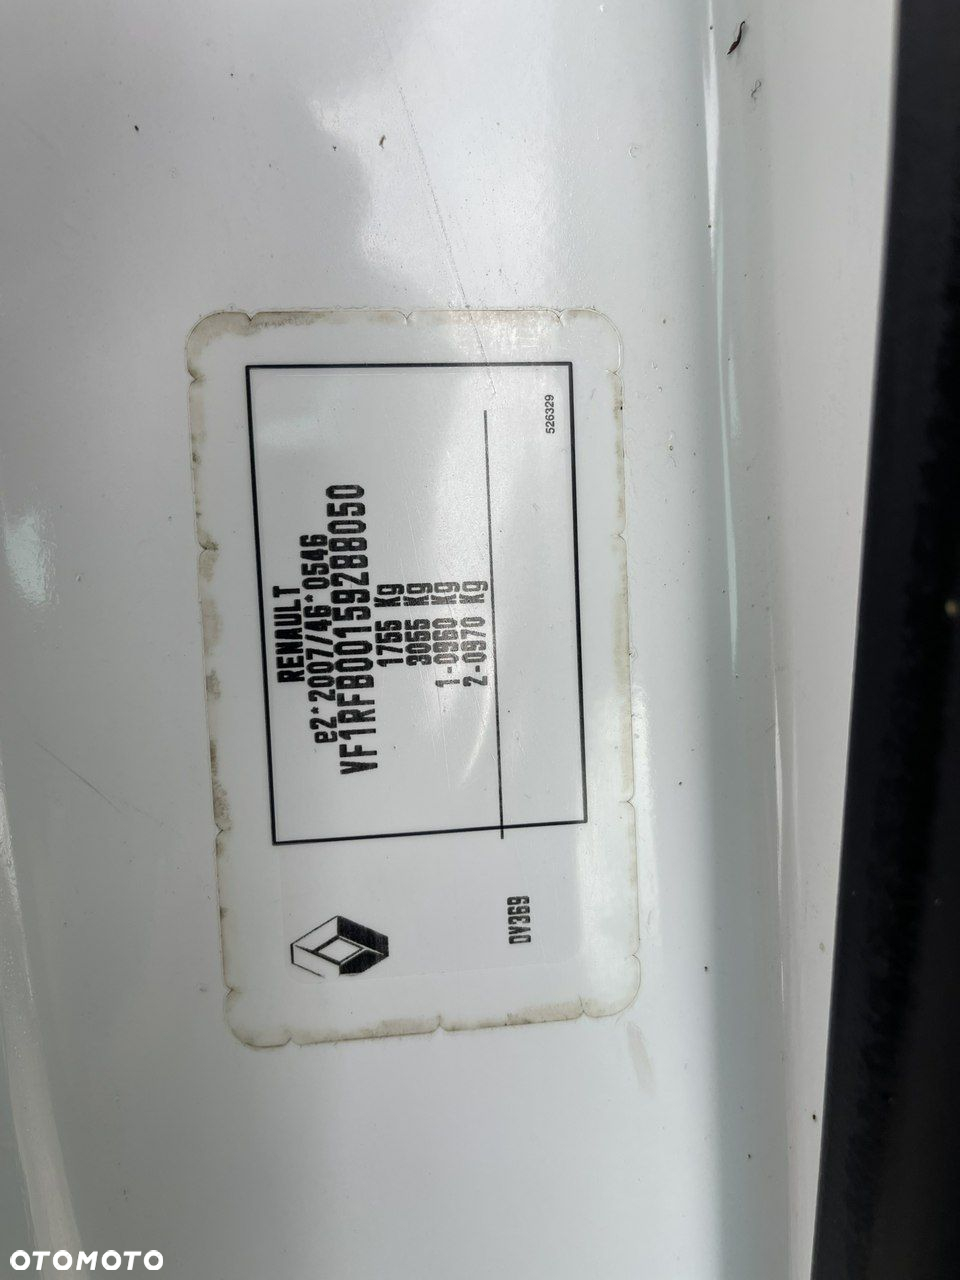 RENAULT
e2*2007/46*0546
VF1RFB00159288050
1755 Kg
3055 Kg
1-0960 Kg
2-0970 Kg
526329
DV369
OTOMOTO